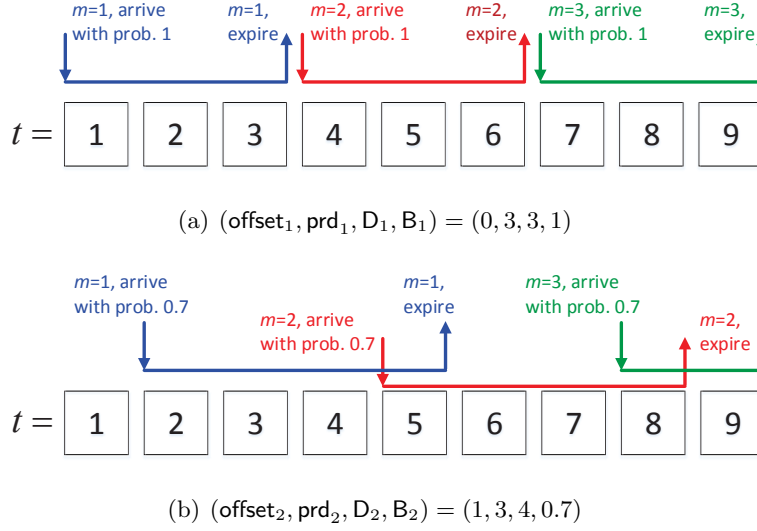 m=1, arrive with prob. 1
m=1, expire
m=2, arrive with prob. 1
m=2, expire
m=3, arrive with prob. 1
m=3, expire
t = 1 2 3 4 5 6 7 8 9
(a) (offset₁, prd₁, D₁, B₁) = (0, 3, 3, 1)
m=1, arrive with prob. 0.7
m=2, arrive with prob. 0.7
m=1, expire
m=3, arrive with prob. 0.7
m=2, expire
t = 1 2 3 4 5 6 7 8 9
(b) (offset₂, prd₂, D₂, B₂) = (1, 3, 4, 0.7)